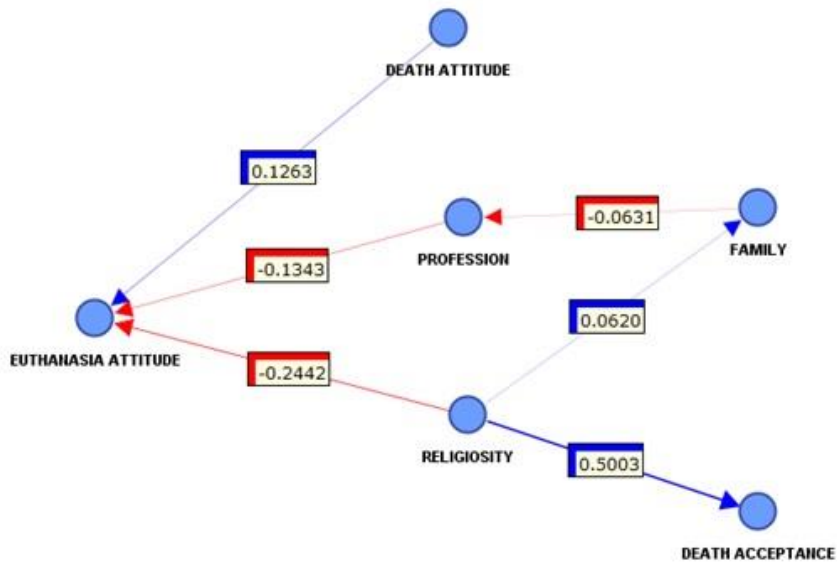 DEATH ATTITUDE
0.1263
-0.0631
FAMILY
PROFESSION
-0.1343
0.0620
EUTHANASIA ATTITUDE
-0.2442
RELIGIOSITY
0.5003
DEATH ACCEPTANCE